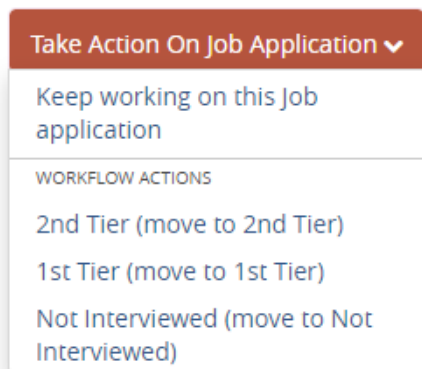 Take Action On Job Application
Keep working on this Job
application
WORKFLOW ACTIONS
2nd Tier (move to 2nd Tier)
1st Tier (move to 1st Tier)
Not Interviewed (move to Not
Interviewed)